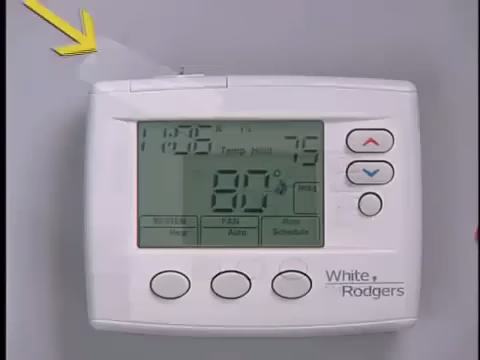 11:06 75
Temp Hold
80°
SYSTEM FAN Run
Heat Auto Schedule
White
Rodgers